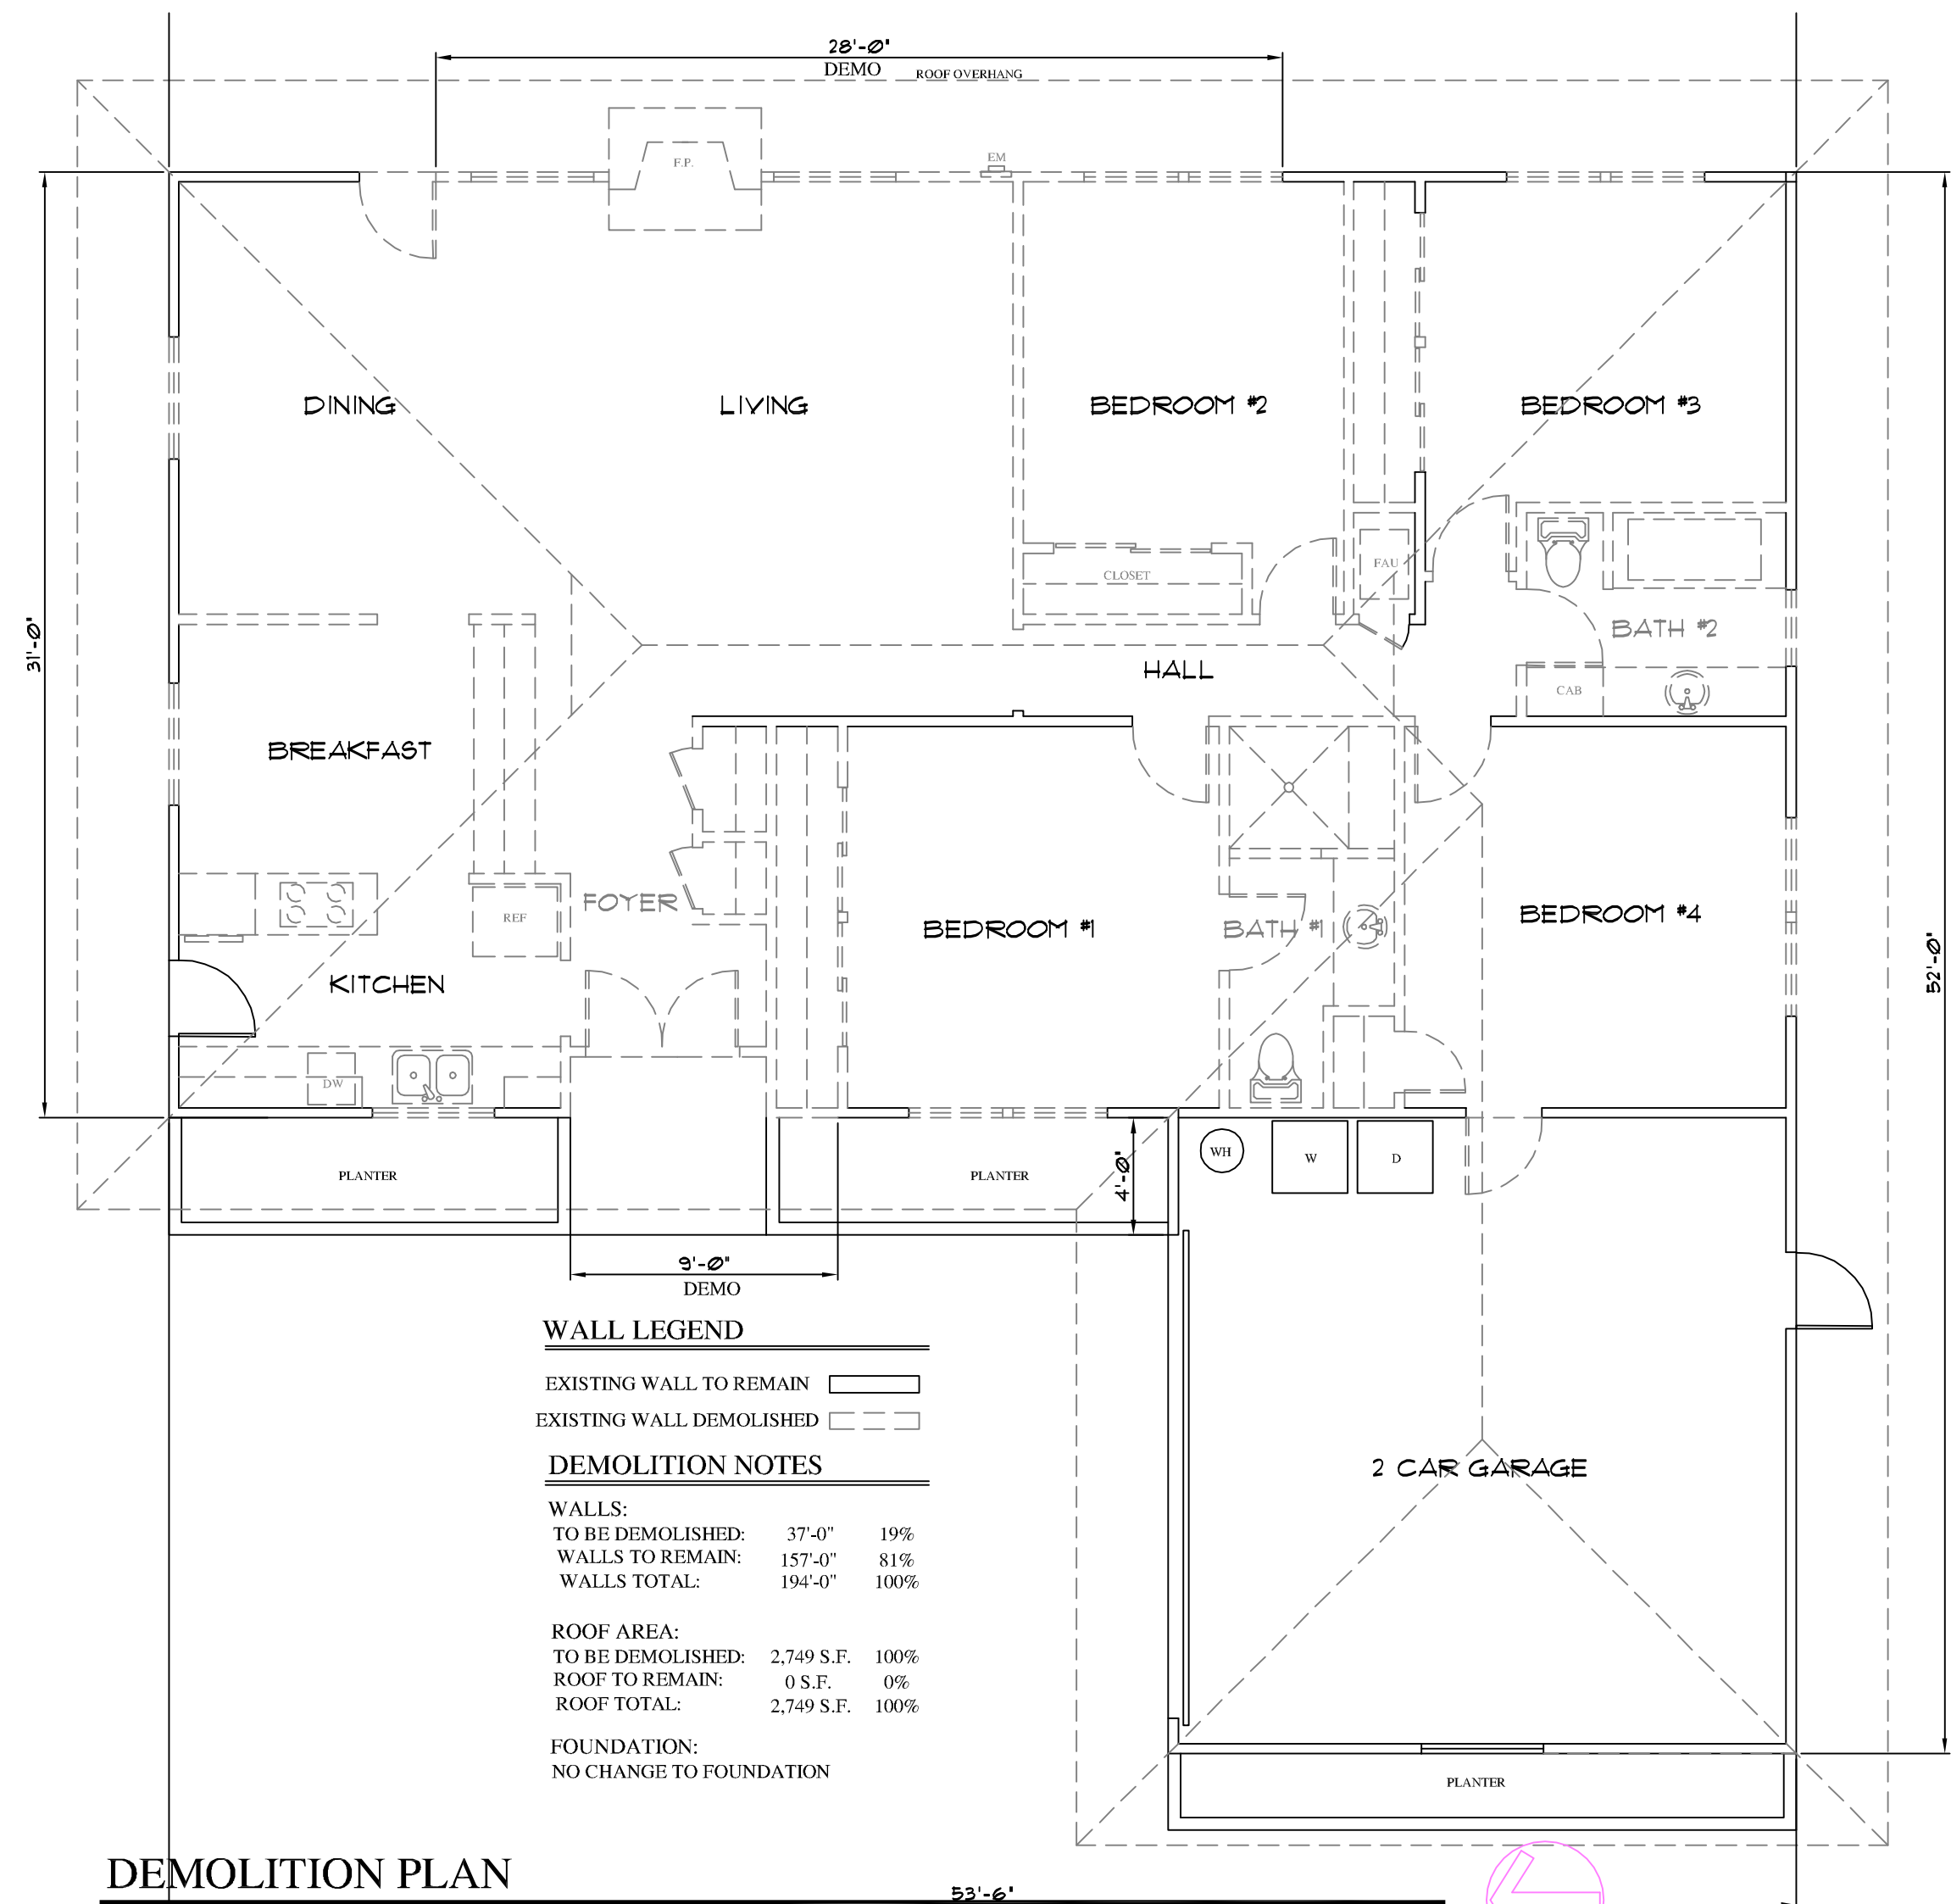 28'-0"
DEMO
ROOF OVERHANG
F.P.
EM
DINING
LIVING
BEDROOM #2
BEDROOM #3
CLOSET
FAU
31'-0"
BATH #2
HALL
CAB
BREAKFAST
FOYER
REF
BEDROOM #1
BATH #1
BEDROOM #4
52'-0"
KITCHEN
DW
WH
W
D
PLANTER
PLANTER
4'-0"
9'-0"
DEMO
WALL LEGEND
EXISTING WALL TO REMAIN
EXISTING WALL DEMOLISHED
DEMOLITION NOTES
WALLS:
TO BE DEMOLISHED: 37'-0" 19%
WALLS TO REMAIN: 157'-0" 81%
WALLS TOTAL: 194'-0" 100%
ROOF AREA:
TO BE DEMOLISHED: 2,749 S.F. 100%
ROOF TO REMAIN: 0 S.F. 0%
ROOF TOTAL: 2,749 S.F. 100%
FOUNDATION:
NO CHANGE TO FOUNDATION
2 CAR GARAGE
PLANTER
DEMOLITION PLAN
53'-6"